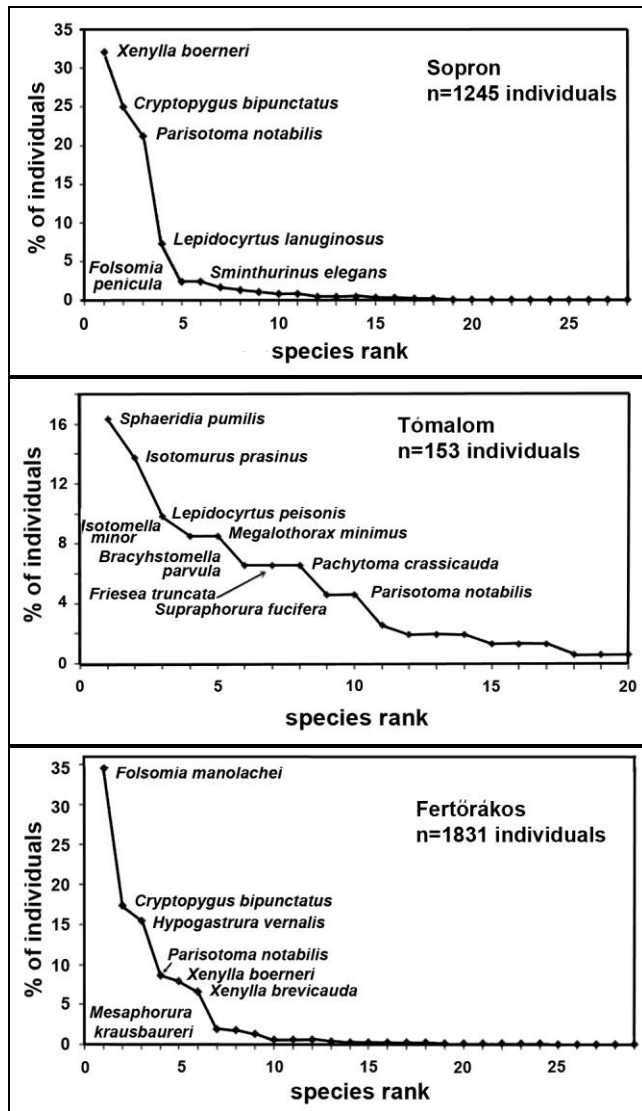 35
30
25
20
15
10
5
0
% of individuals
Xenylla boerneri
Cryptopygus bipunctatus
Parisotoma notabilis
Lepidocyrtus lanuginosus
Folsomia
penicula
Sminthurinus elegans
Sopron
n=1245 individuals
0 5 10 15 20 25
species rank
16
12
8
4
0
% of individuals
Sphaeridia pumilis
Isotomurus prasinus
Lepidocyrtus peisonis
Isotomella
minor
Megalothorax minimus
Bracyhstomella
parvula
Pachytoma crassicauda
Friesea truncata
Supraphorura fucifera
Parisotoma notabilis
Tómalom
n=153 individuals
0 5 10 15 20
species rank
35
30
25
20
15
10
5
0
% of individuals
Folsomia manolachei
Cryptopygus bipunctatus
Hypogastrura vernalis
Parisotoma notabilis
Xenylla boerneri
Xenylla brevicauda
Mesaphorura
krausbaureri
Fertőrákos
n=1831 individuals
0 5 10 15 20 25
species rank